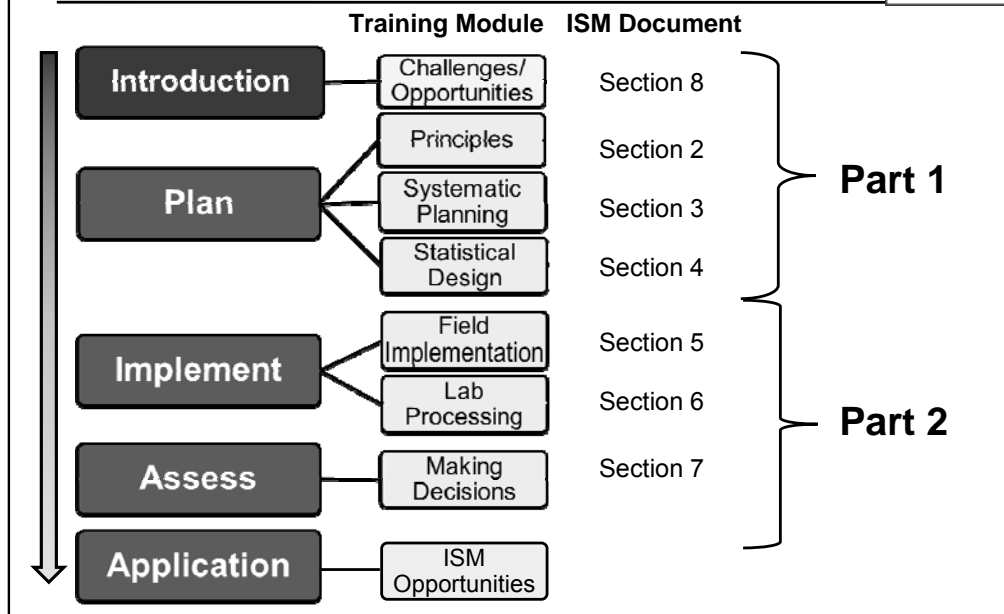 Training Module ISM Document
Introduction
Challenges/
Opportunities
Section 8
Plan
Principles
Section 2
Systematic
Planning
Section 3
Statistical
Design
Section 4
Part 1
Implement
Field
Implementation
Section 5
Lab
Processing
Section 6
Part 2
Assess
Making
Decisions
Section 7
Application
ISM
Opportunities